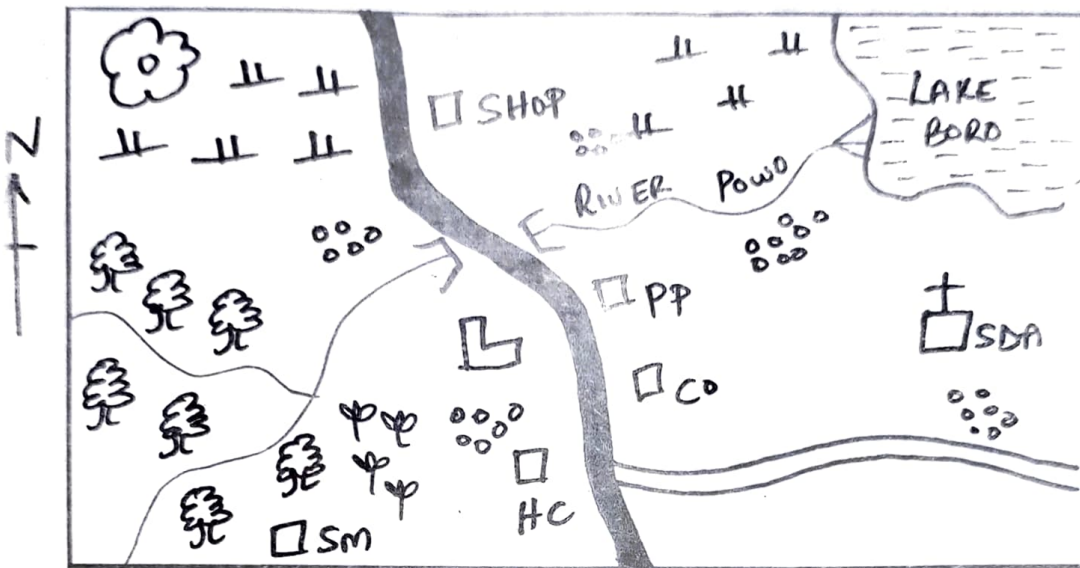 N
SHOP
LAKE
BORO
RIVER POWO
PP
SDA
CO
HC
SM